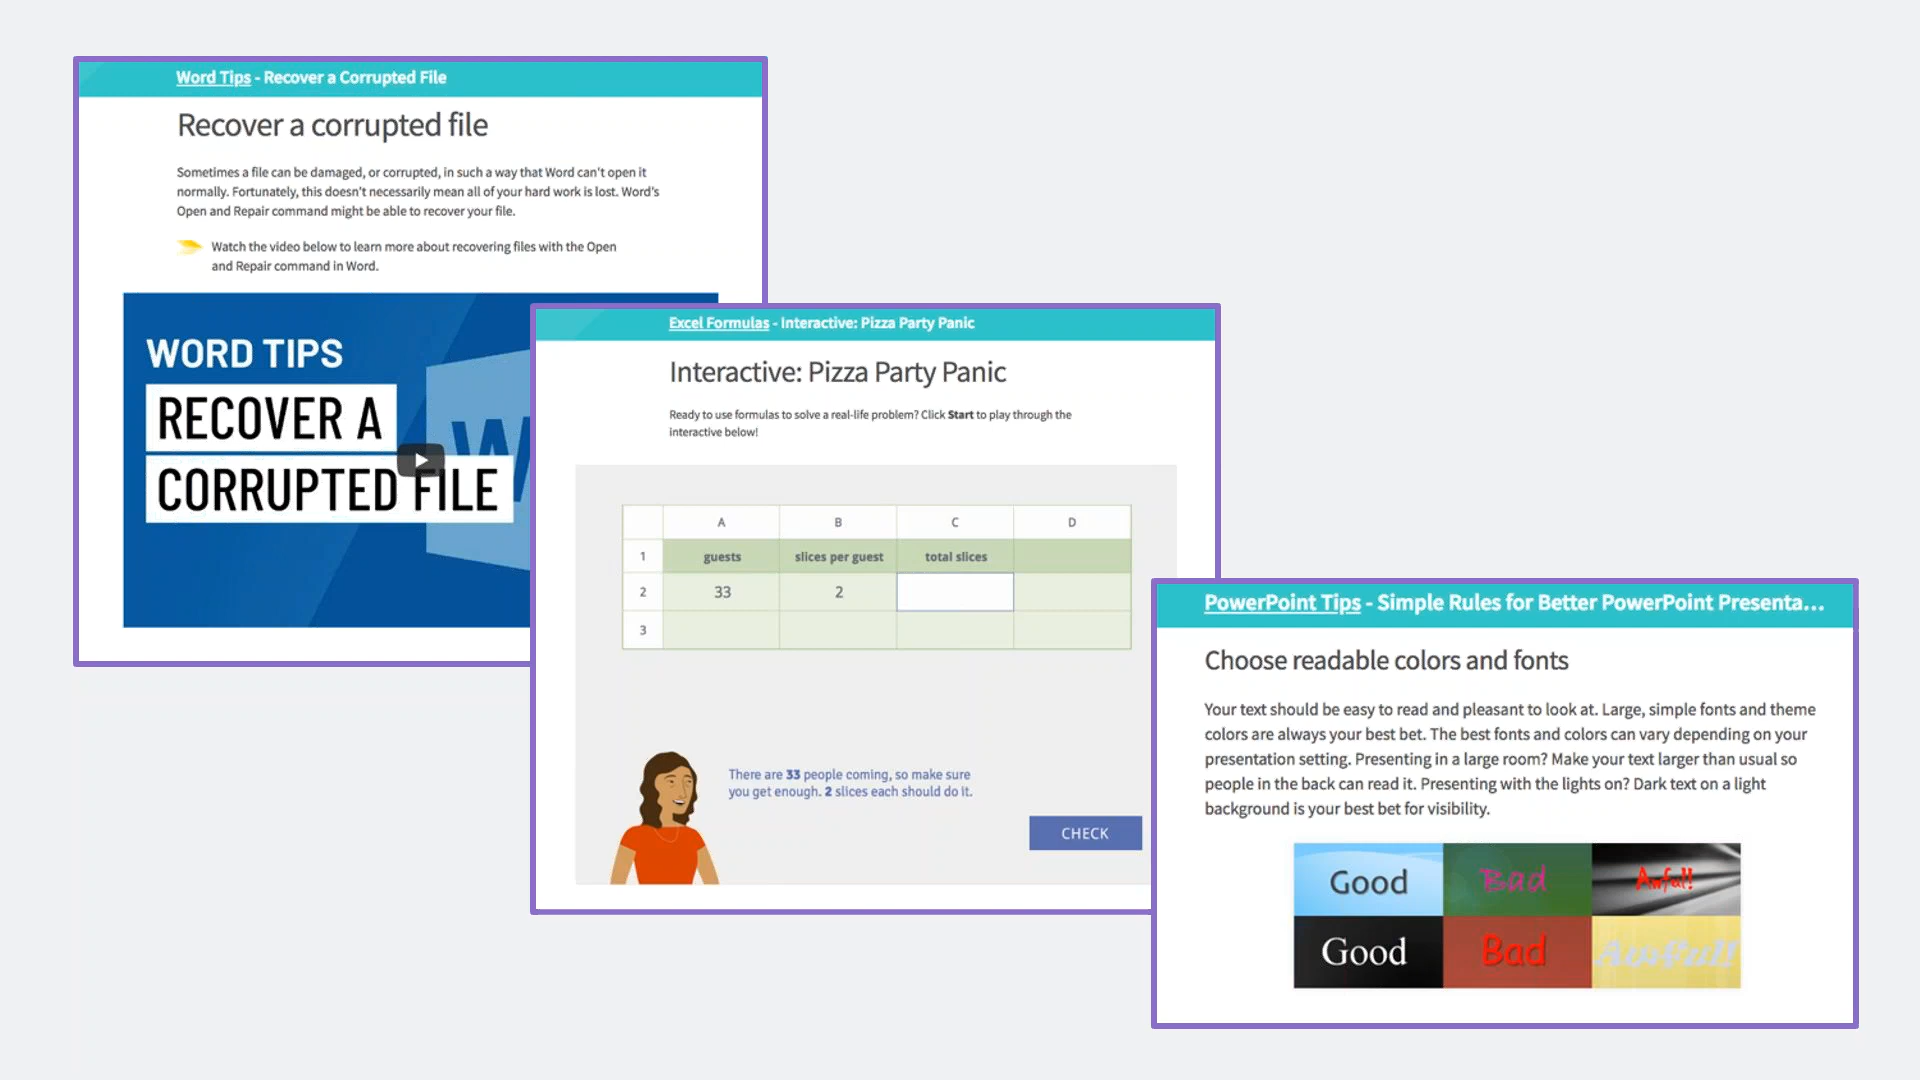 Word Tips - Recover a Corrupted File
Recover a corrupted file
Sometimes a file can be damaged, or corrupted, in such a way that Word can't open it
normally. Fortunately, this doesn't necessarily mean all of your hard work is lost. Word's
Open and Repair command might be able to recover your file.
Watch the video below to learn more about recovering files with the Open
and Repair command in Word.
WORD TIPS
RECOVER A
CORRUPTED FILE
W
Excel Formulas - Interactive: Pizza Party Panic
Interactive: Pizza Party Panic
Ready to use formulas to solve a real-life problem? Click Start to play through the
interactive below!
A B C D
1 guests slices per guest total slices
2 33 2
3
There are 33 people coming, so make sure
you get enough. 2 slices each should do it.
CHECK
PowerPoint Tips - Simple Rules for Better PowerPoint Presenta...
Choose readable colors and fonts
Your text should be easy to read and pleasant to look at. Large, simple fonts and theme
colors are always your best bet. The best fonts and colors can vary depending on your
presentation setting. Presenting in a large room? Make your text larger than usual so
people in the back can read it. Presenting with the lights on? Dark text on a light
background is your best bet for visibility.
Good Bad Awful!
Good Bad Awful!